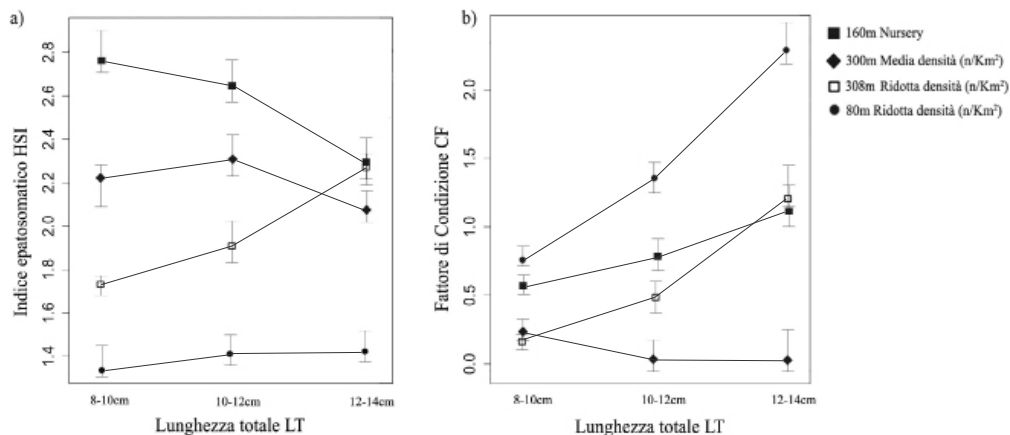 a)
Indice epatosomatico HSI
2.8
2.6
2.4
2.2
2.0
1.8
1.6
1.4
8-10cm
10-12cm
12-14cm
Lunghezza totale LT
b)
Fattore di Condizione CF
2.0
1.5
1.0
0.5
0.0
8-10cm
10-12cm
12-14cm
Lunghezza totale LT
160m Nursery
300m Media densità (n/Km²)
308m Ridotta densità (n/Km²)
80m Ridotta densità (n/Km²)